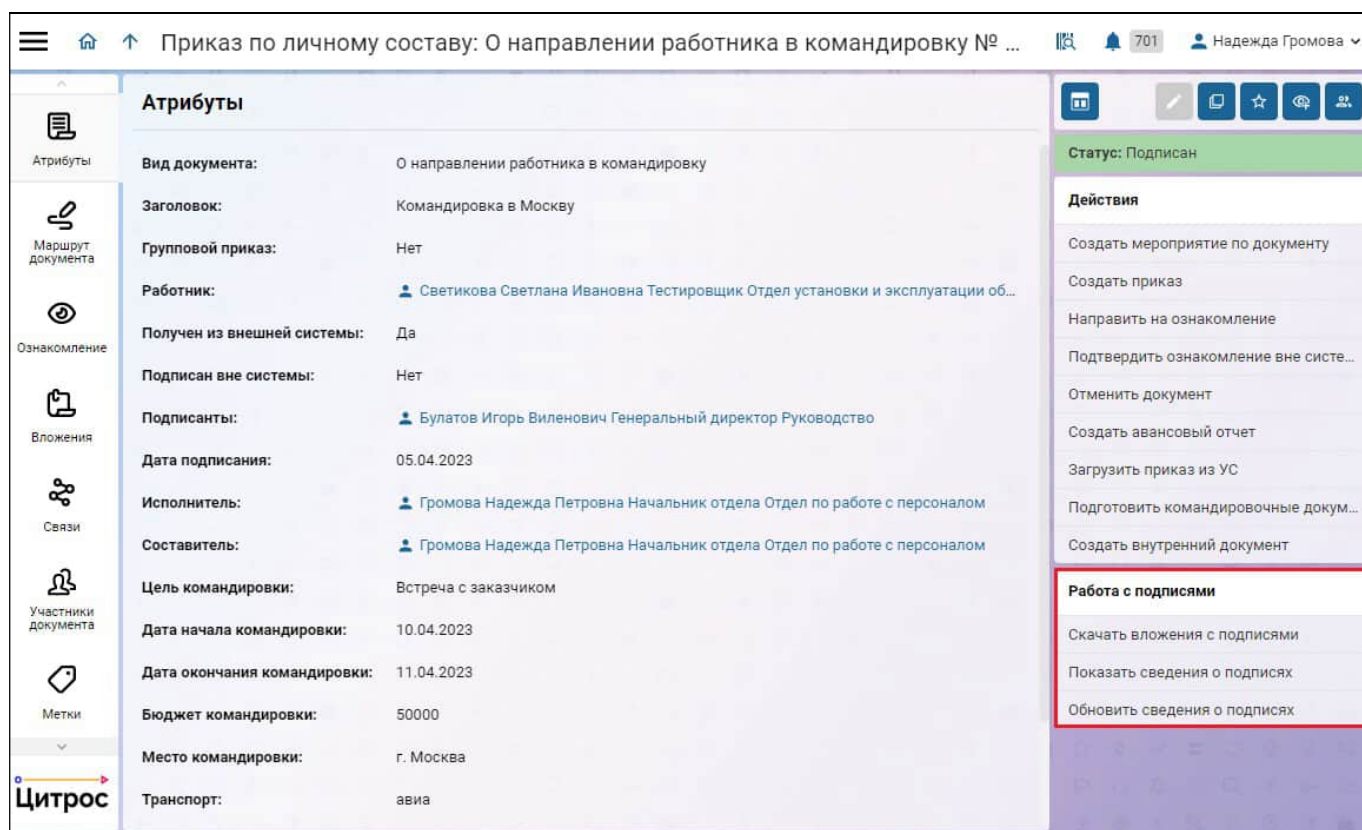 Приказ по личному составу: О направлении работника в командировку № ...
701
Надежда Громова
Атрибуты
Маршрут
документа
Ознакомление
Вложения
Связи
Участники
документа
Метки
Цитрос
Атрибуты
Вид документа: О направлении работника в командировку
Заголовок: Командировка в Москву
Групповой приказ: Нет
Работник: Светикова Светлана Ивановна Тестировщик Отдел установки и эксплуатации об...
Получен из внешней системы: Да
Подписан вне системы: Нет
Подписанты: Булатов Игорь Виленович Генеральный директор Руководство
Дата подписания: 05.04.2023
Исполнитель: Громова Надежда Петровна Начальник отдела Отдел по работе с персоналом
Составитель: Громова Надежда Петровна Начальник отдела Отдел по работе с персоналом
Цель командировки: Встреча с заказчиком
Дата начала командировки: 10.04.2023
Дата окончания командировки: 11.04.2023
Бюджет командировки: 50000
Место командировки: г. Москва
Транспорт: авиа
Статус: Подписан
Действия
Создать мероприятие по документу
Создать приказ
Направить на ознакомление
Подтвердить ознакомление вне систе...
Отменить документ
Создать авансовый отчет
Загрузить приказ из УС
Подготовить командировочные докум...
Создать внутренний документ
Работа с подписями
Скачать вложения с подписями
Показать сведения о подписях
Обновить сведения о подписях